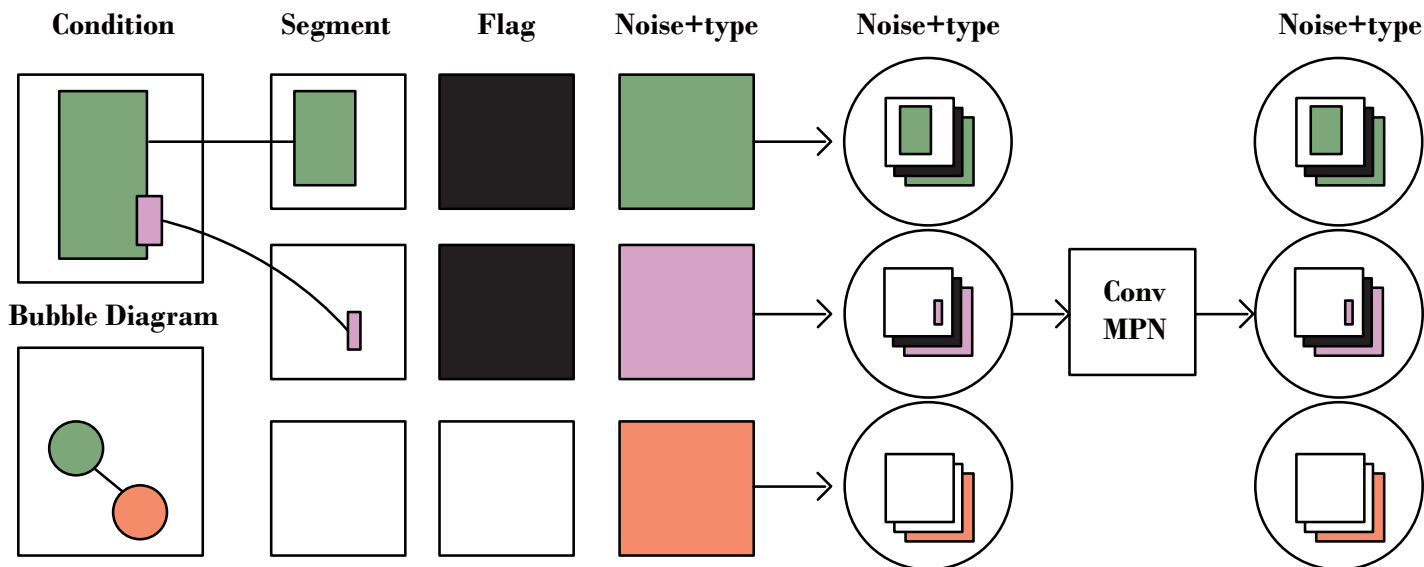 Condition
Segment
Flag
Noise+type
Noise+type
Noise+type
Bubble Diagram
Conv
MPN